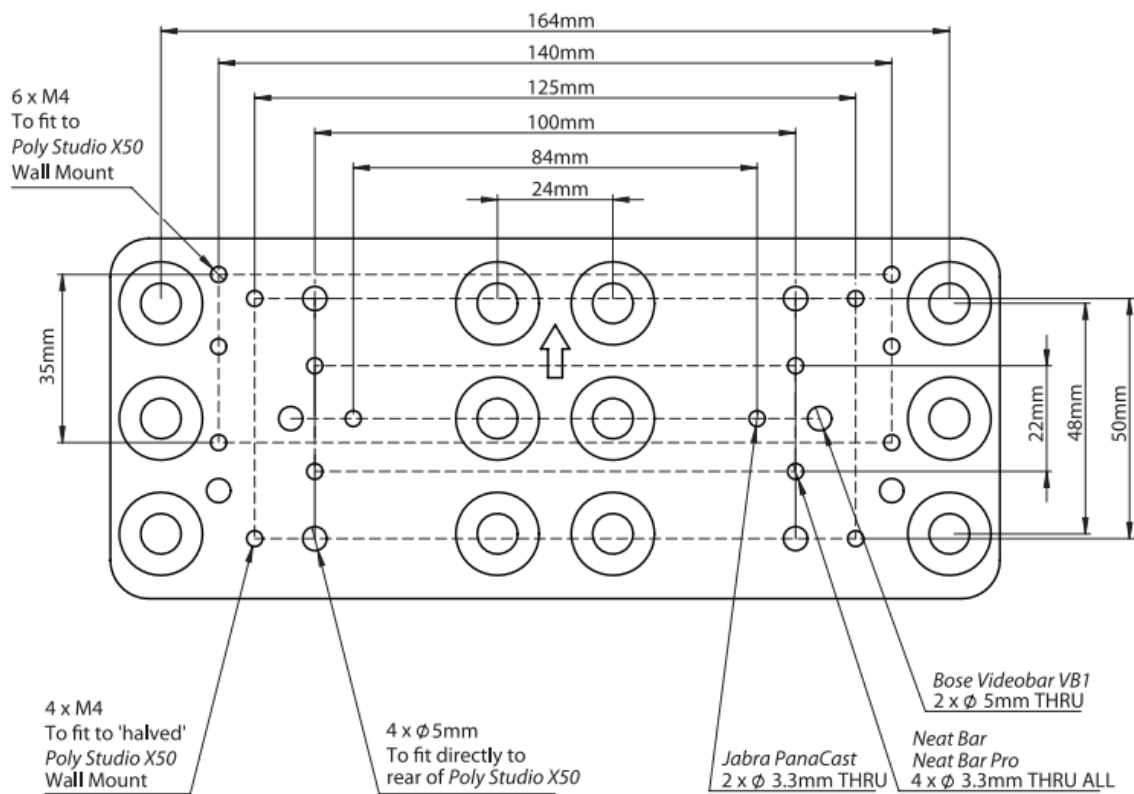 164mm
140mm
125mm
100mm
84mm
24mm
6 x M4
To fit to
Poly Studio X50
Wall Mount
35mm
22mm
48mm
50mm
4 x M4
To fit to 'halved'
Poly Studio X50
Wall Mount
4 x ϕ 5mm
To fit directly to
rear of Poly Studio X50
Jabra PanaCast
2 x ϕ 3.3mm THRU
Bose Videobar VB1
2 x ϕ 5mm THRU
Neat Bar
Neat Bar Pro
4 x ϕ 3.3mm THRU ALL